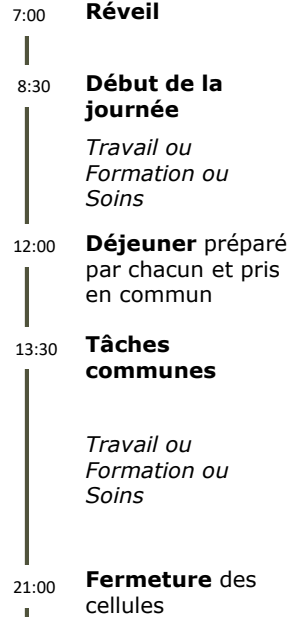 7:00 Réveil
8:30 Début de la
journée
Travail ou
Formation ou
Soins
12:00 Déjeuner préparé
par chacun et pris
en commun
13:30 Tâches
communes
Travail ou
Formation ou
Soins
21:00 Fermeture des
cellules